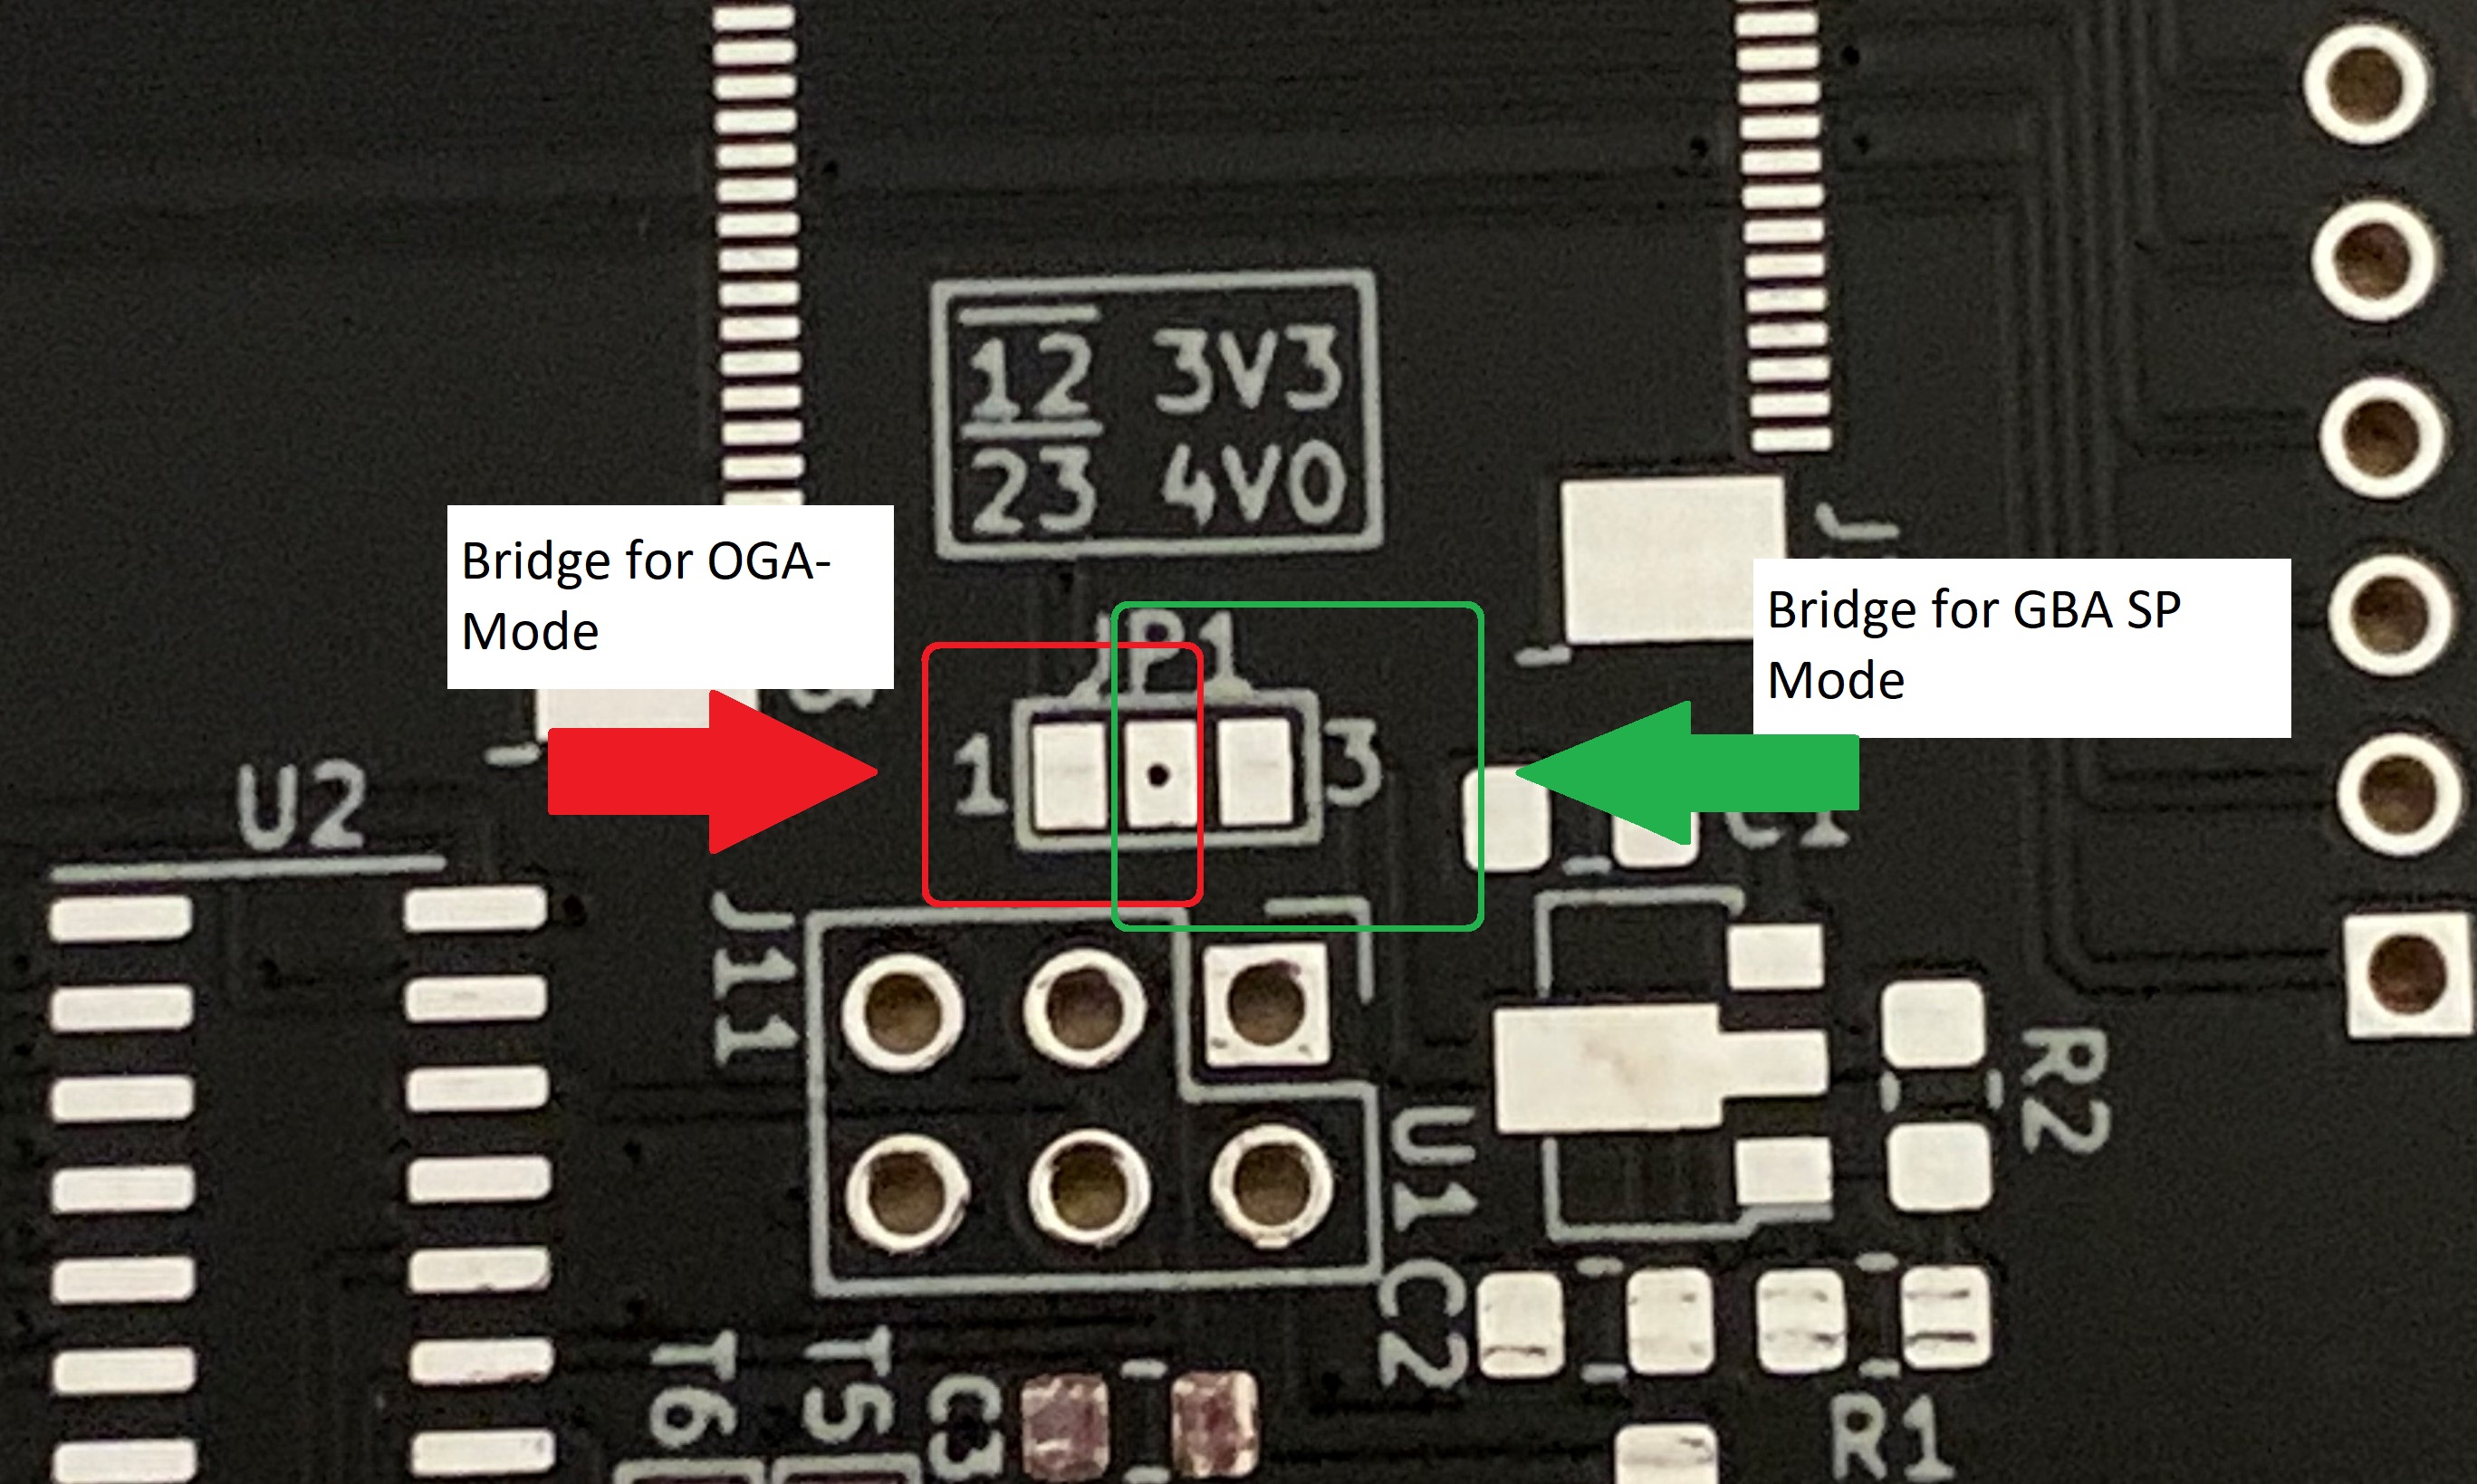 12 3V3
23 4V0
Bridge for OGA-
Mode
Bridge for GBA SP
Mode
JP1
1
3
U2
C1
J11
R2
U1
C2
T6
T5
C3
R1